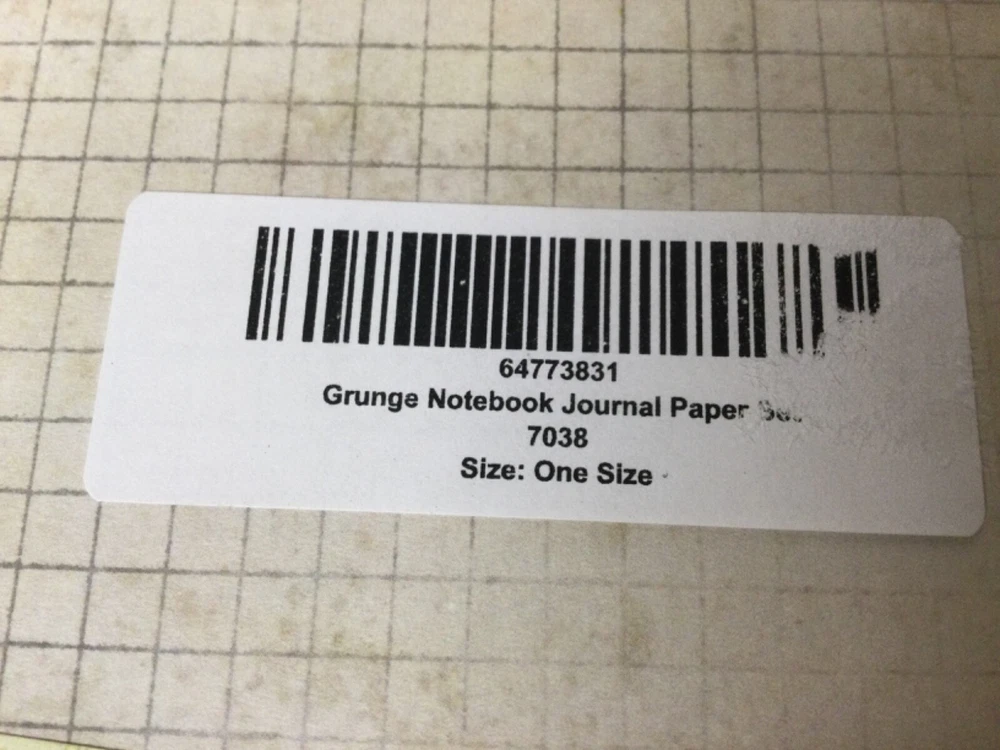 64773831
Grunge Notebook Journal Paper
7038
Size: One Size